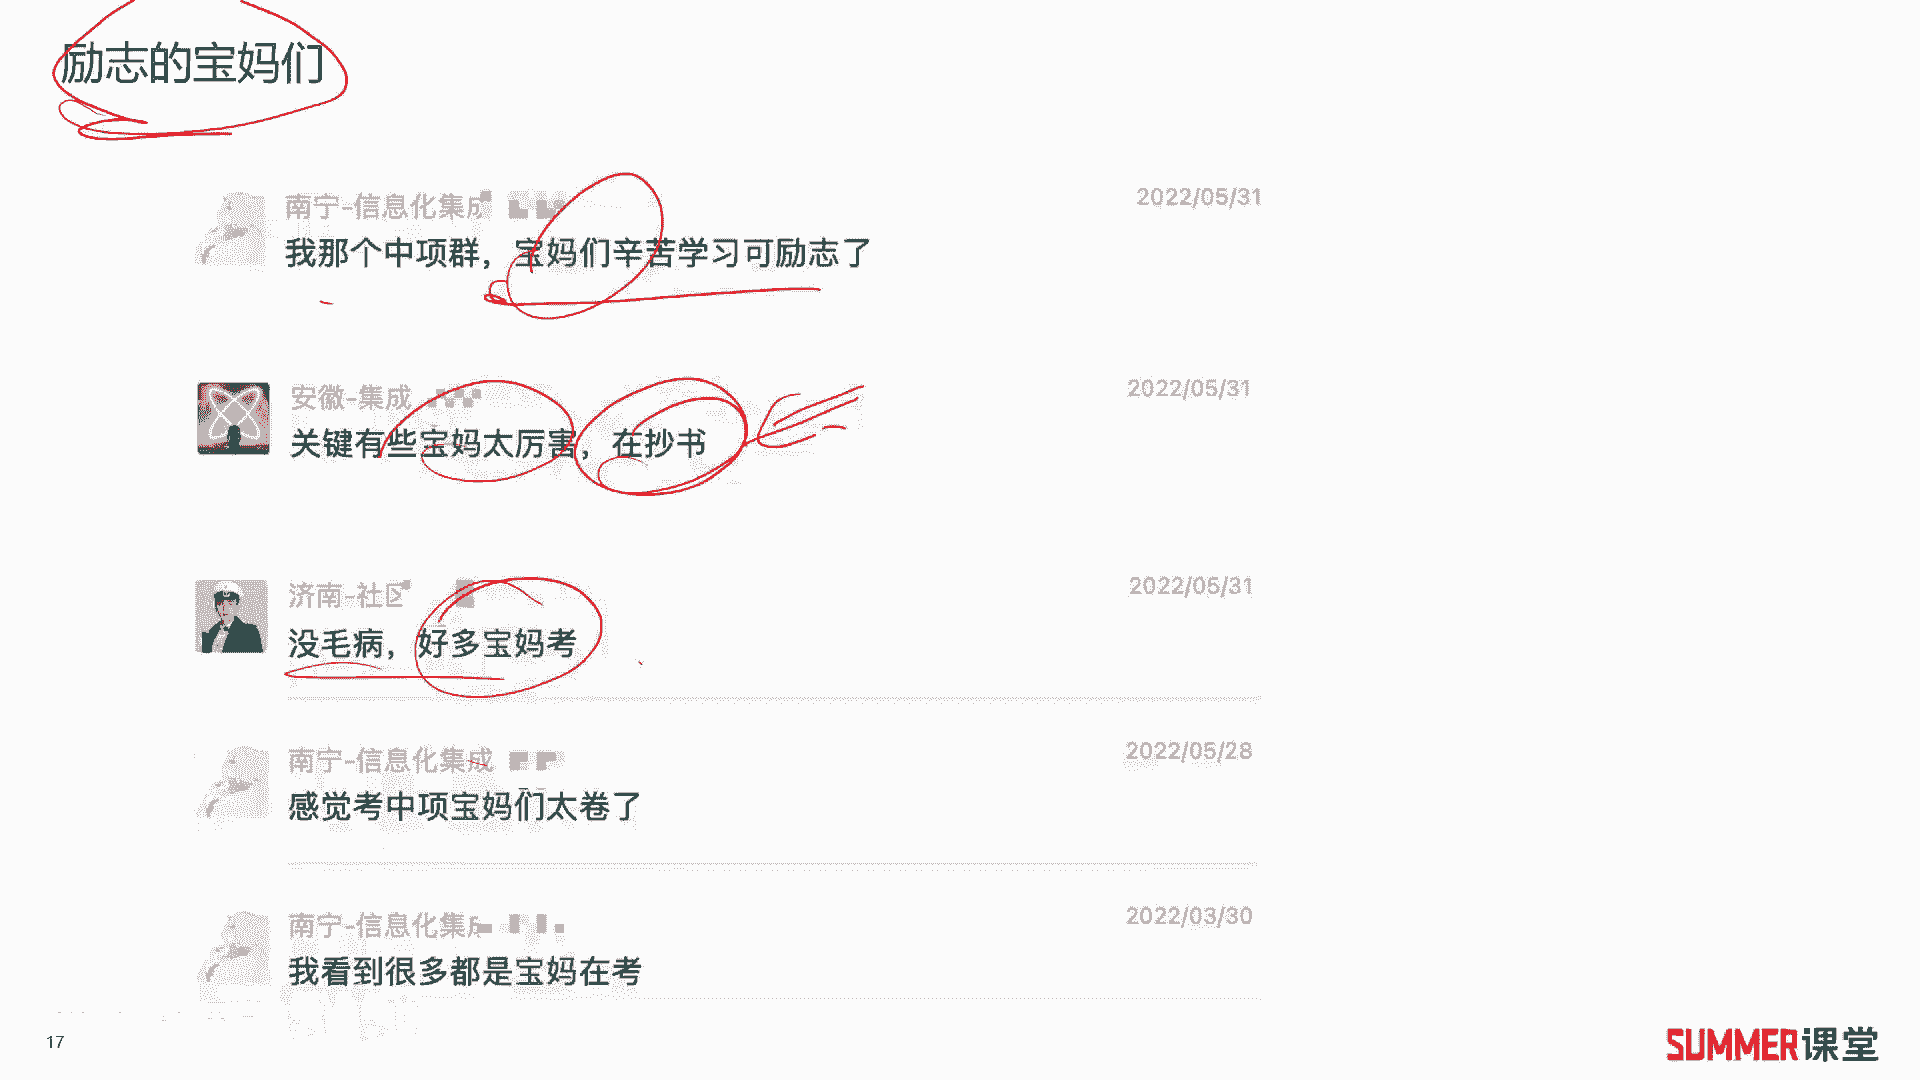 励志的宝妈们
南宁-信息化集成
2022/05/31
我那个中项群，宝妈们辛苦学习可励志了
安徽-集成
2022/05/31
关键有些宝妈太厉害，在抄书
济南-社区
2022/05/31
没毛病，好多宝妈考
南宁-信息化集成
2022/05/28
感觉考中项宝妈们太卷了
南宁-信息化集成
2022/03/30
我看到很多都是宝妈在考
17
SUMMER课堂